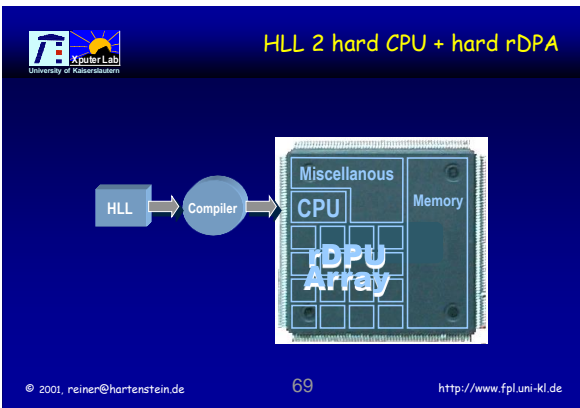 HLL 2 hard CPU + hard rDPA
Xputer Lab
University of Kaiserslautern
Miscellanous
CPU
Memory
HLL
Compiler
rDPU
Array
© 2001, reiner@hartenstein.de
69
http://www.fpl.uni-kl.de